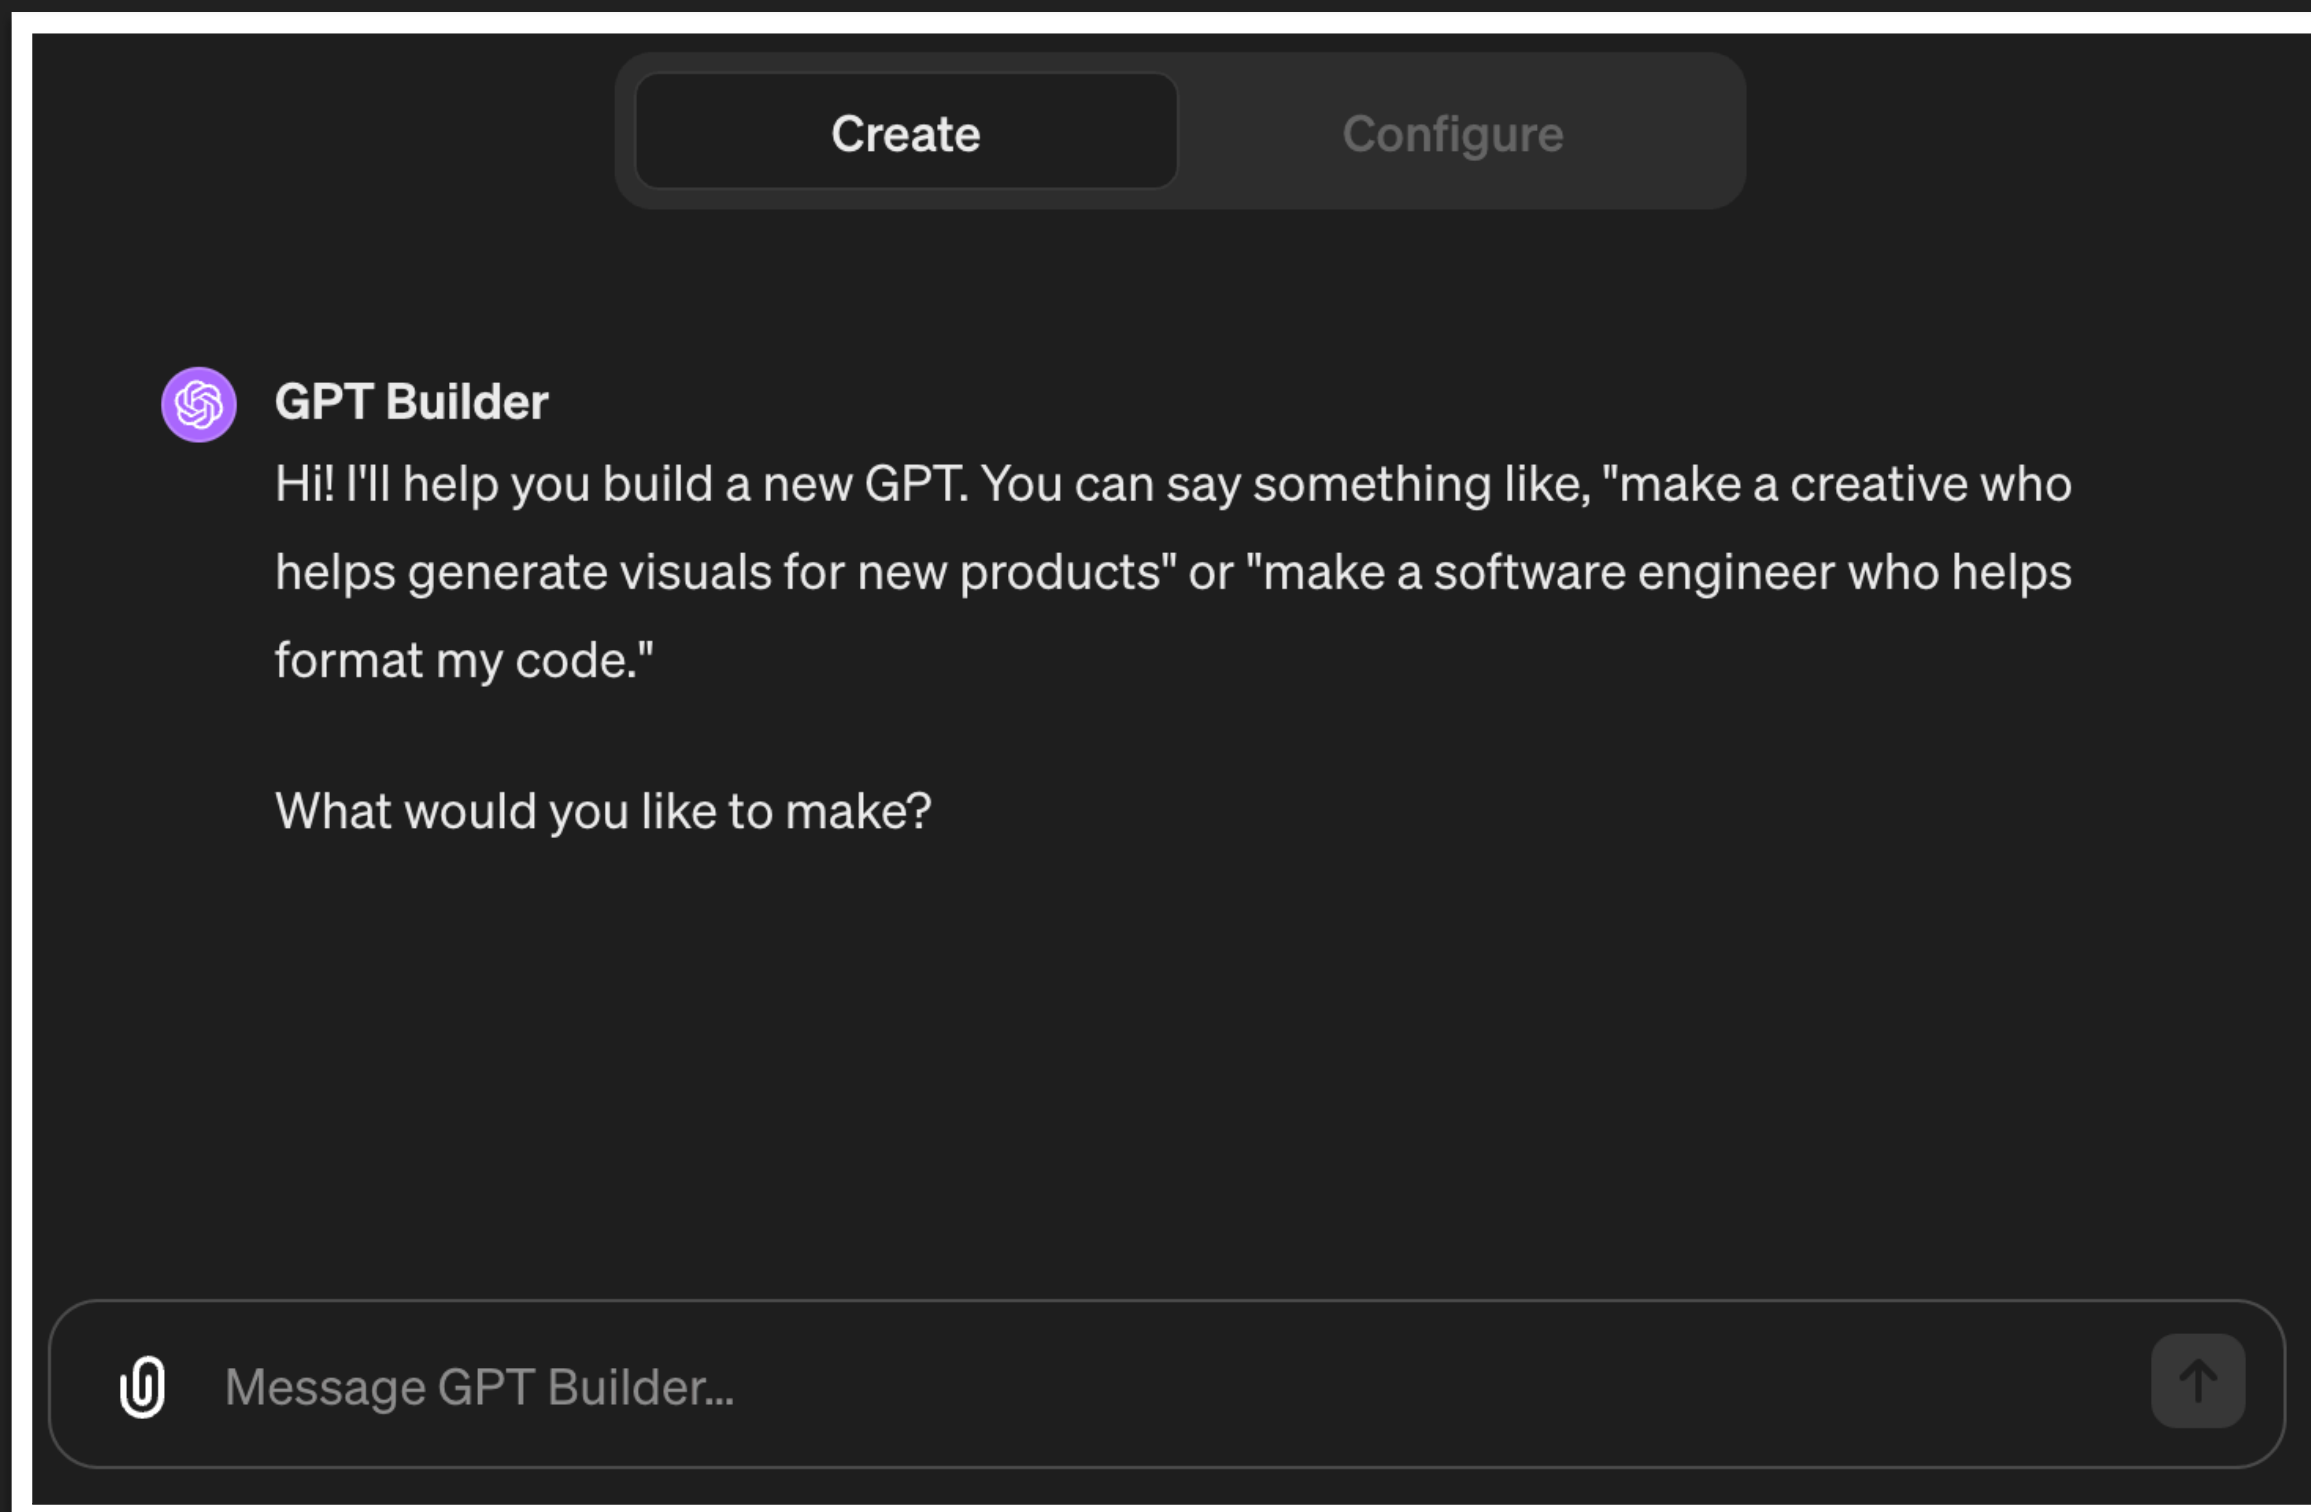 Create
Configure
GPT Builder
Hi! I'll help you build a new GPT. You can say something like, "make a creative who
helps generate visuals for new products" or "make a software engineer who helps
format my code."
What would you like to make?
Message GPT Builder...